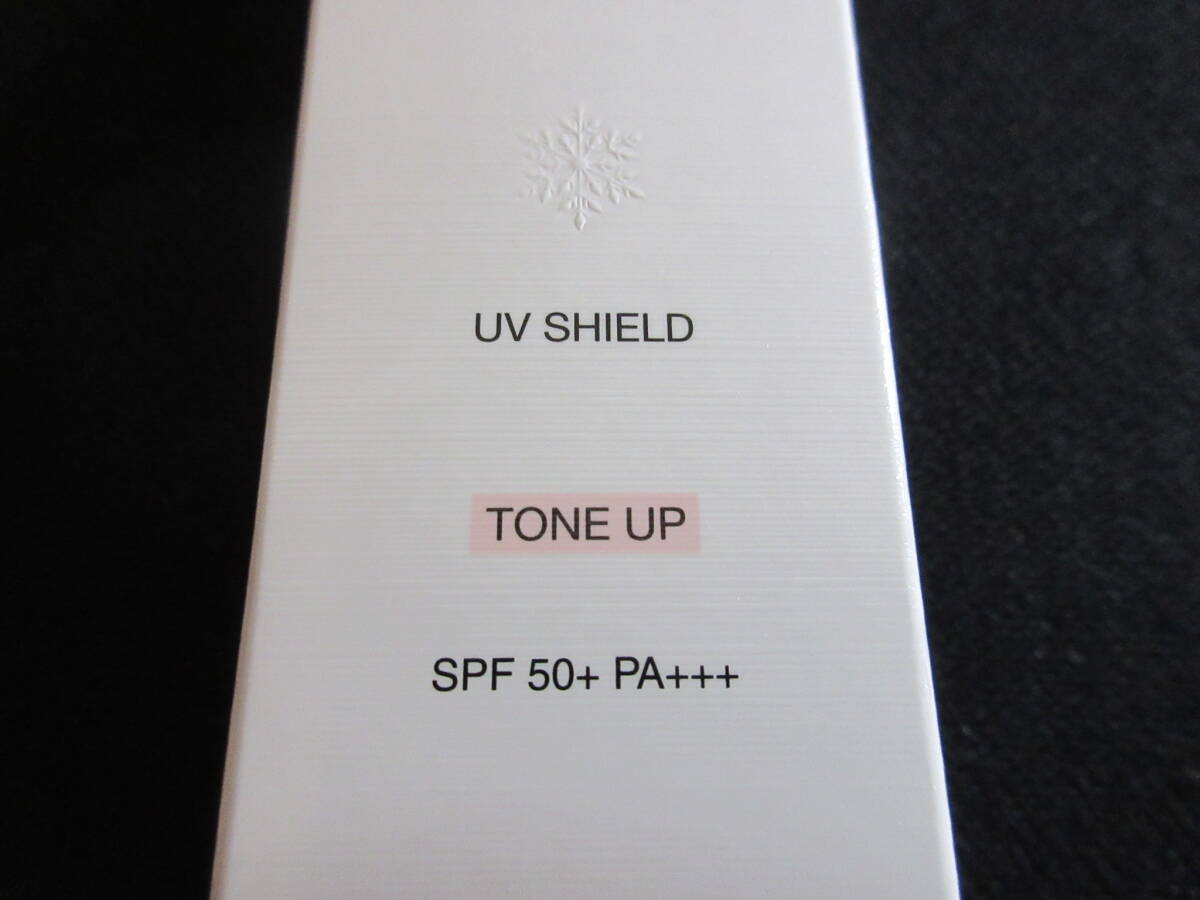 UV SHIELD
TONE UP
SPF 50+ PA+++